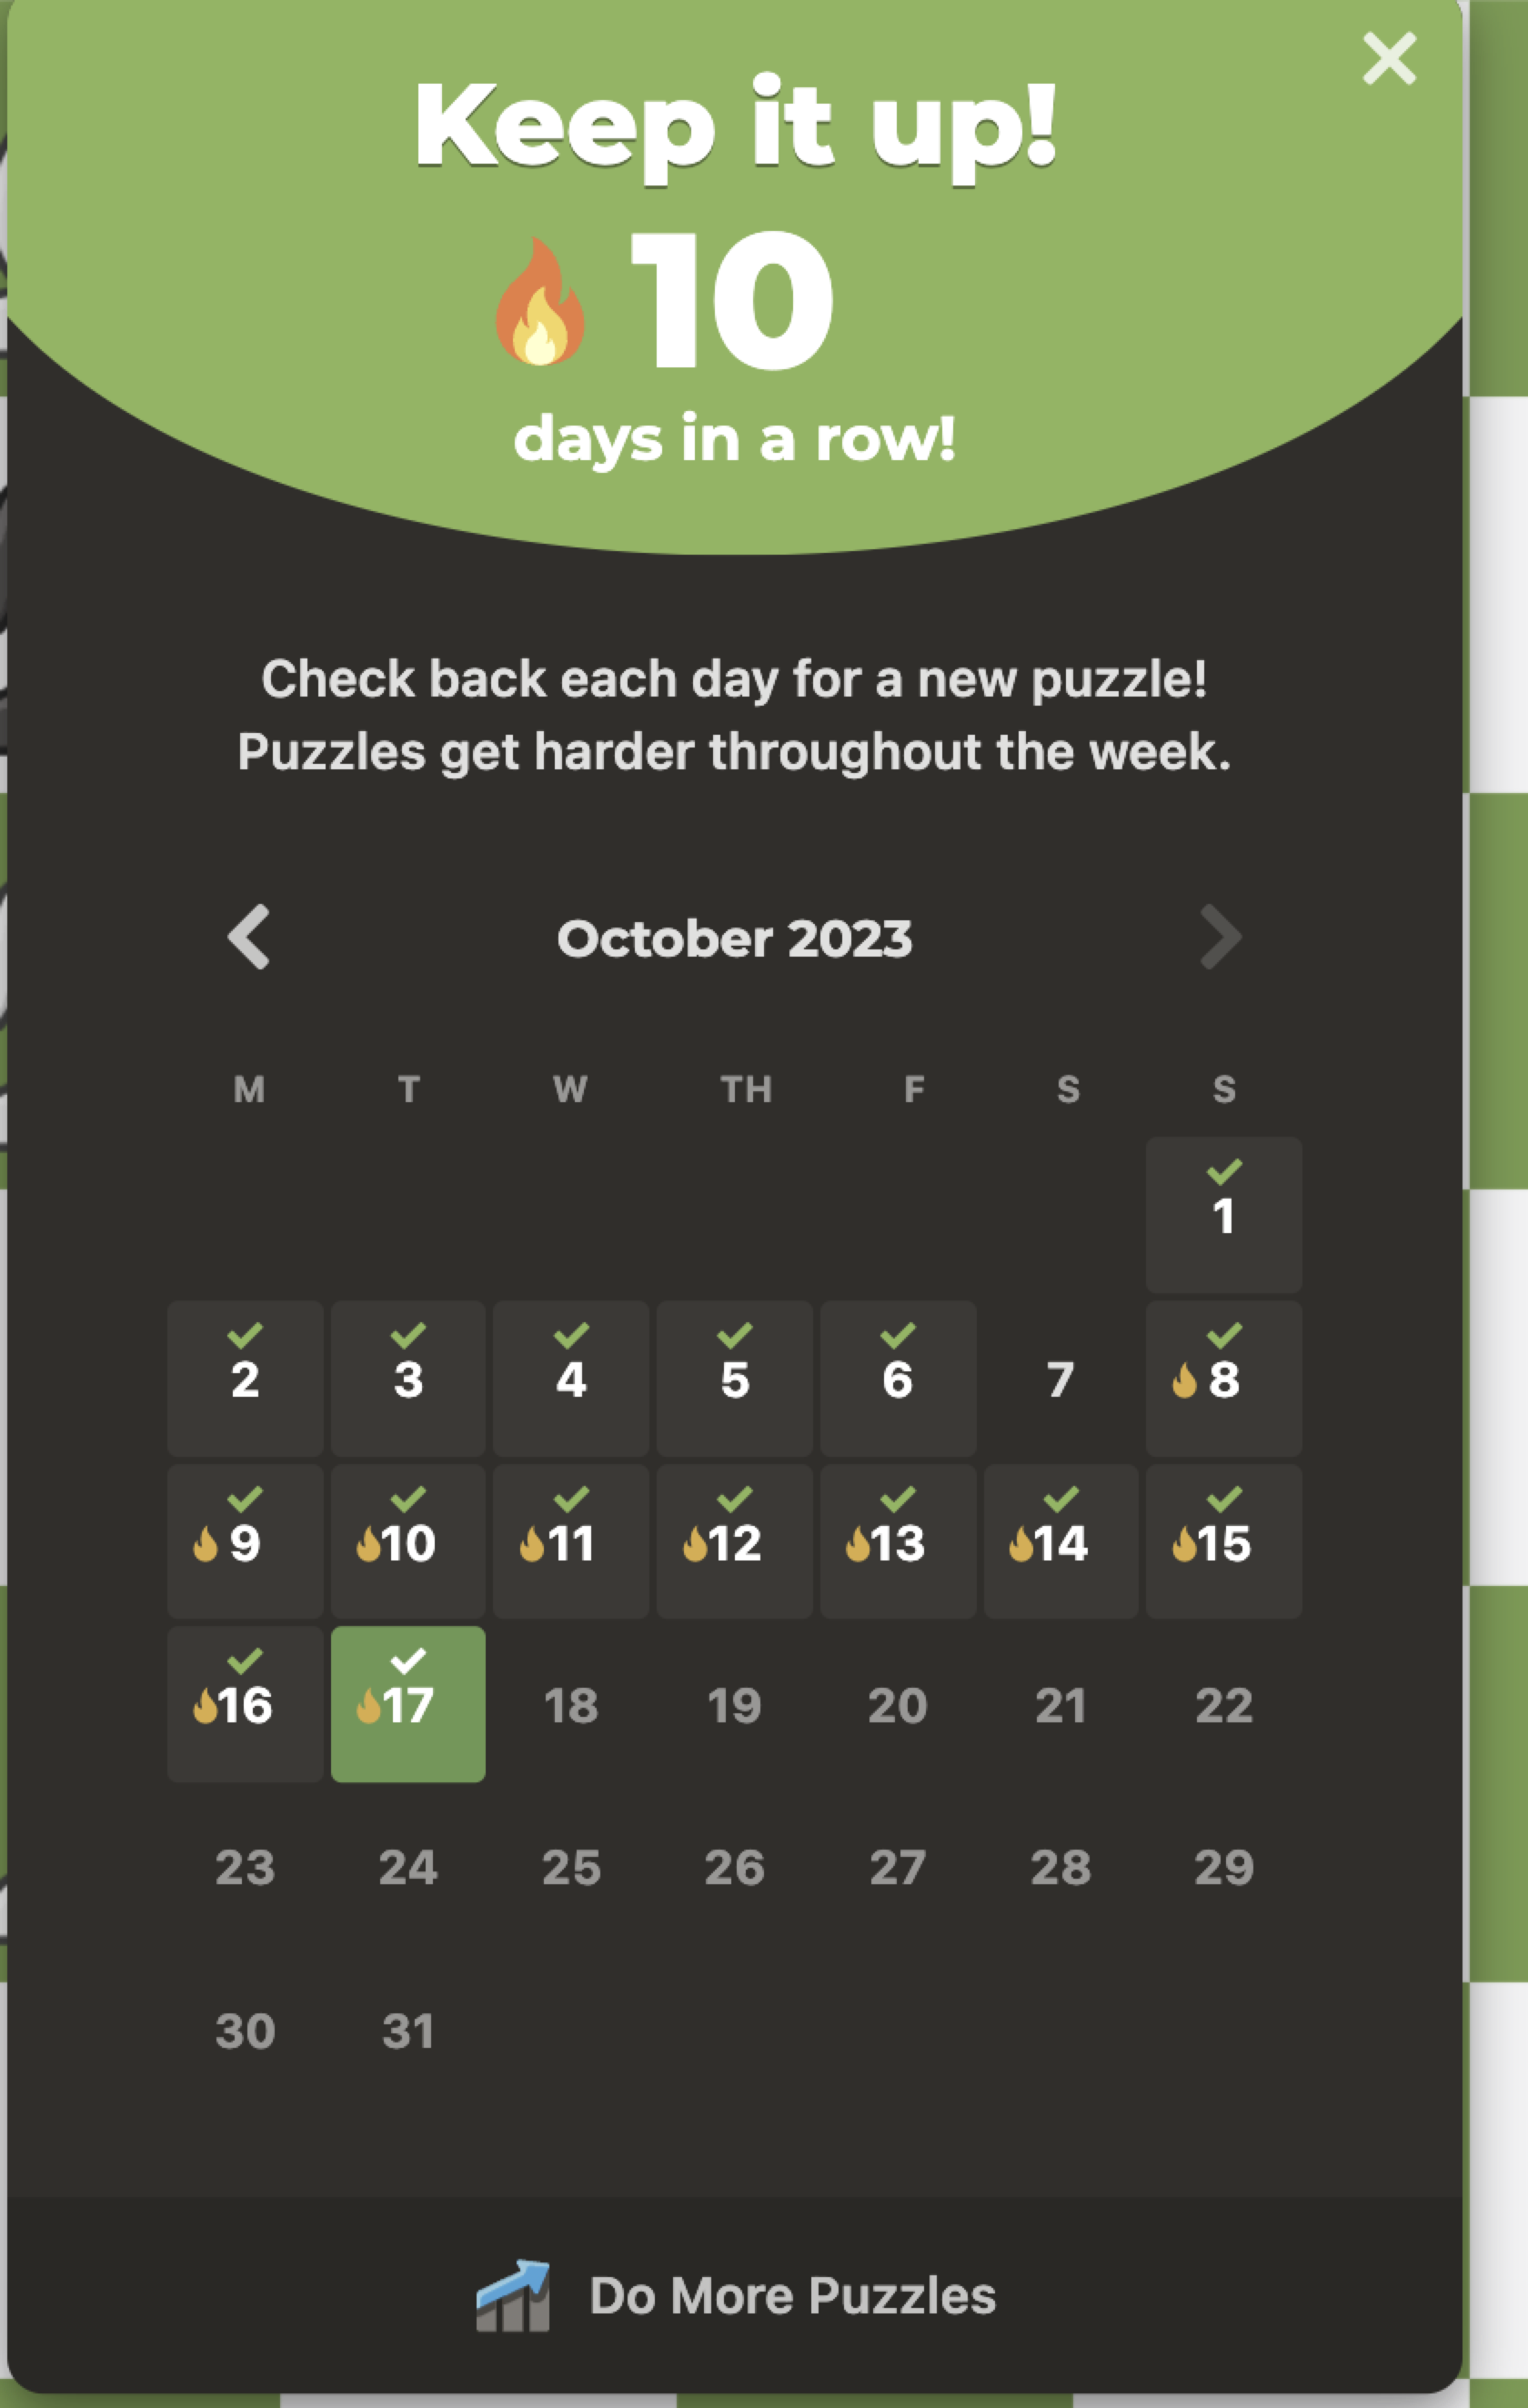 Keep it up!
10
days in a row!
Check back each day for a new puzzle!
Puzzles get harder throughout the week.
October 2023
M T W TH F S S
1
2 3 4 5 6 7 8
9 10 11 12 13 14 15
16 17 18 19 20 21 22
23 24 25 26 27 28 29
30 31
Do More Puzzles